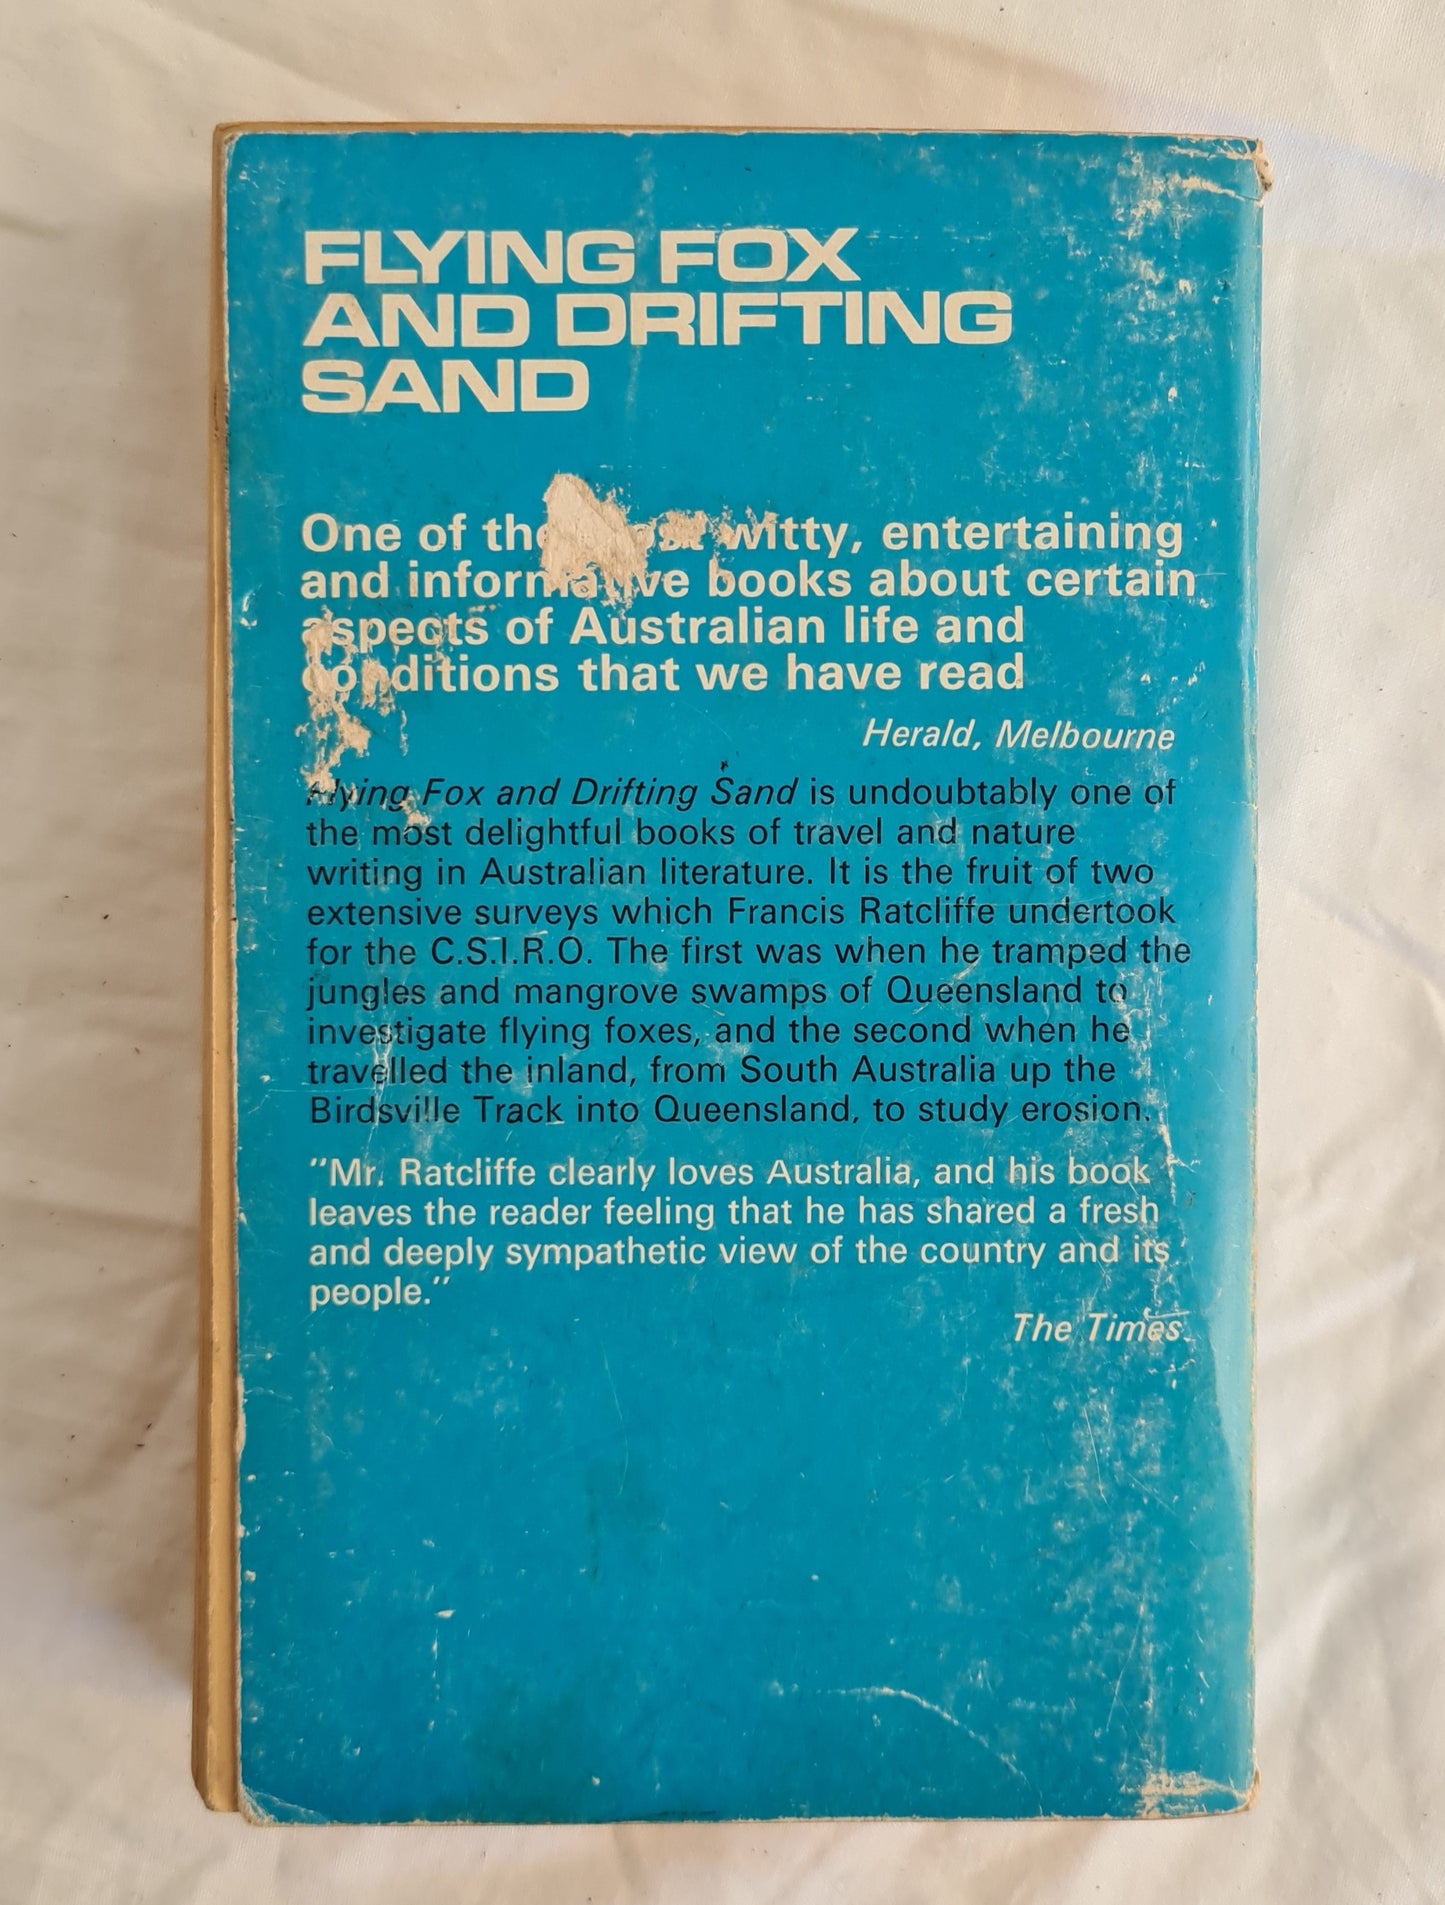 FLYING FOX
AND DRIFTING
SAND
One of the most witty, entertaining
and informative books about certain
aspects of Australian life and
conditions that we have read
Herald, Melbourne
Flying Fox and Drifting Sand is undoubtably one of
the most delightful books of travel and nature
writing in Australian literature. It is the fruit of two
extensive surveys which Francis Ratcliffe undertook
for the C.S.I.R.O. The first was when he tramped the
jungles and mangrove swamps of Queensland to
investigate flying foxes, and the second when he
travelled the inland, from South Australia up the
Birdsville Track into Queensland, to study erosion.
"Mr. Ratcliffe clearly loves Australia, and his book
leaves the reader feeling that he has shared a fresh
and deeply sympathetic view of the country and its
people."
The Times